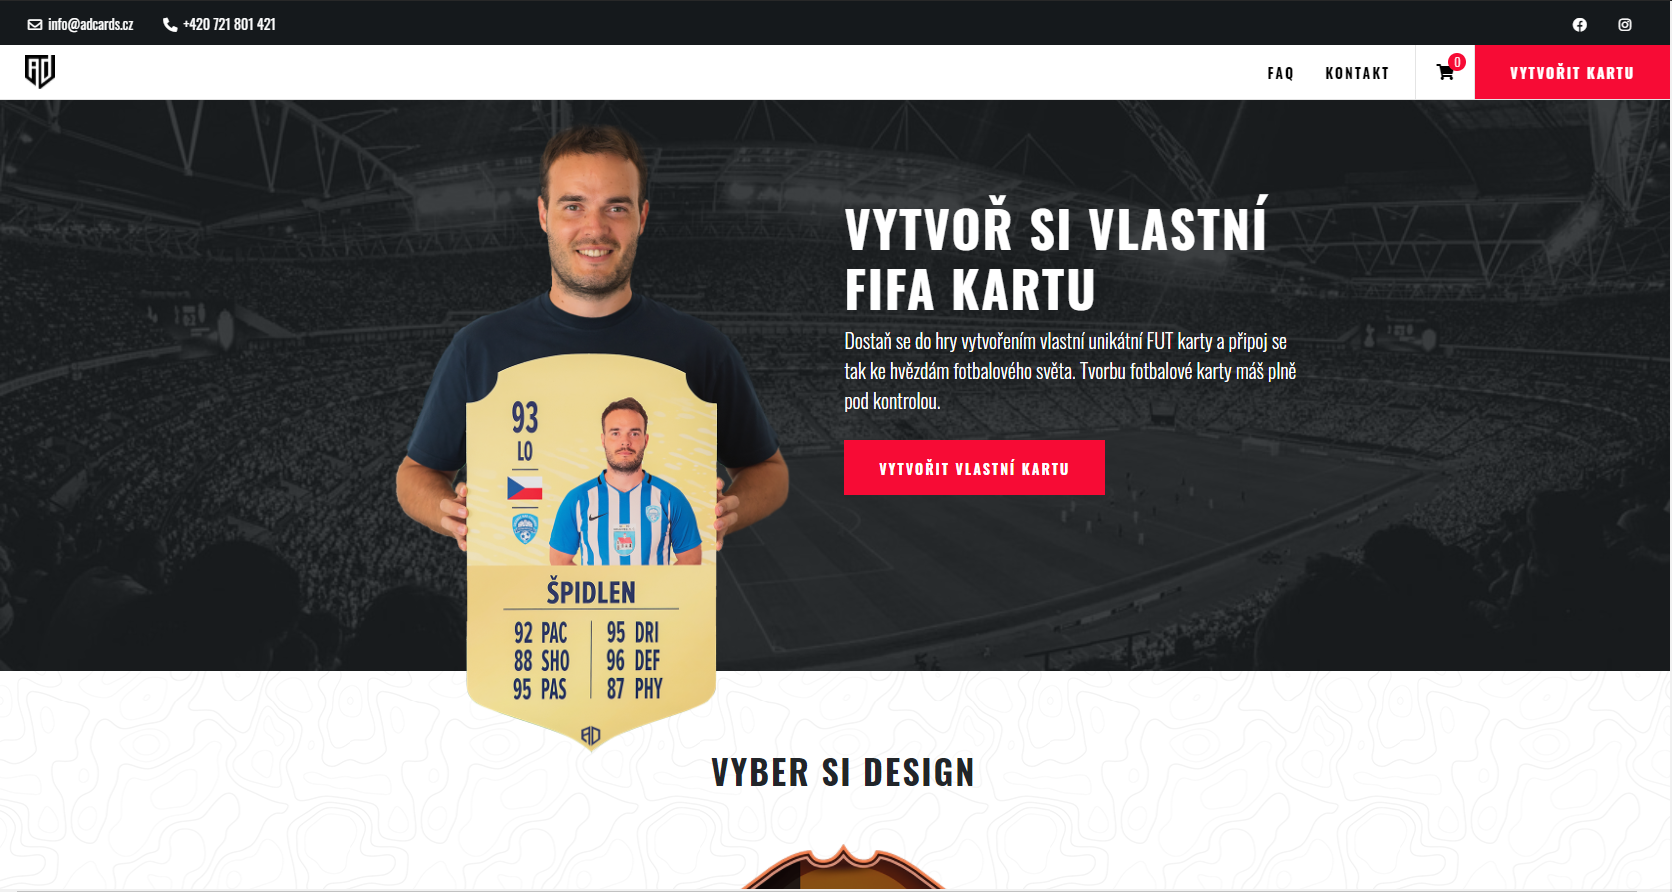 info@adcards.cz
+420 721 801 421
FAQ
KONTAKT
0
VYTVOŘIT KARTU
VYTVOŘ SI VLASTNÍ
FIFA KARTU
Dostaň se do hry vytvořením vlastní unikátní FUT karty a připoj se
tak ke hvězdám fotbalového světa. Tvorbu fotbalové karty máš plně
pod kontrolou.
VYTVOŘIT VLASTNÍ KARTU
93
LO
ŠPIDLEN
92 PAC
95 DRI
88 SHO
96 DEF
95 PAS
87 PHY
AD
VYBER SI DESIGN